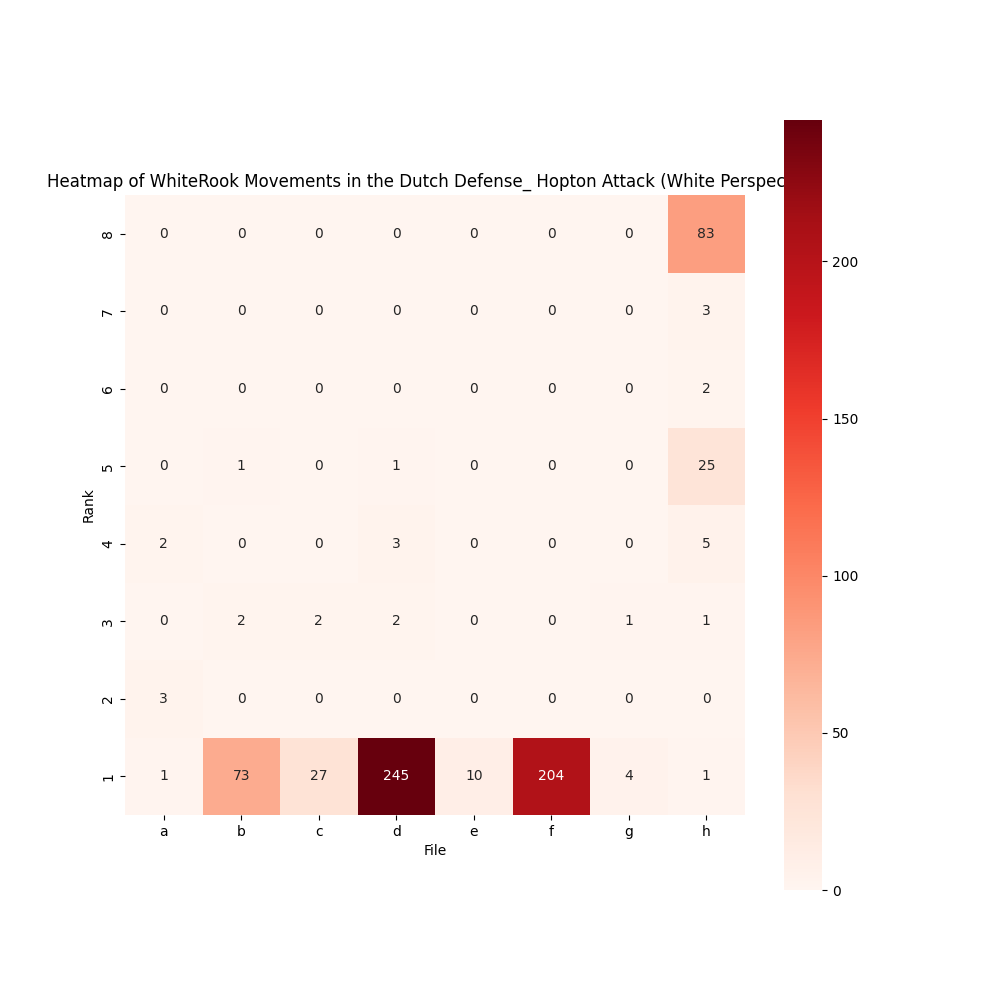 Heatmap of WhiteRook Movements in the Dutch Defense_ Hopton Attack (White Perspec
8 0 0 0 0 0 0 0 83
200
7 0 0 0 0 0 0 0 3
6 0 0 0 0 0 0 0 2
150
5 0 1 0 1 0 0 0 25
Rank
4 2 0 0 3 0 0 0 5
100
3 0 2 2 2 0 0 1 1
2 3 0 0 0 0 0 0 0
50
1 1 73 27 245 10 204 4 1
a b c d e f g h
File
0